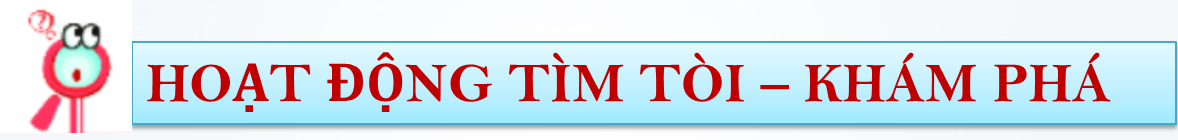 HOẠT ĐỘNG TÌM TÒI – KHÁM PHÁ